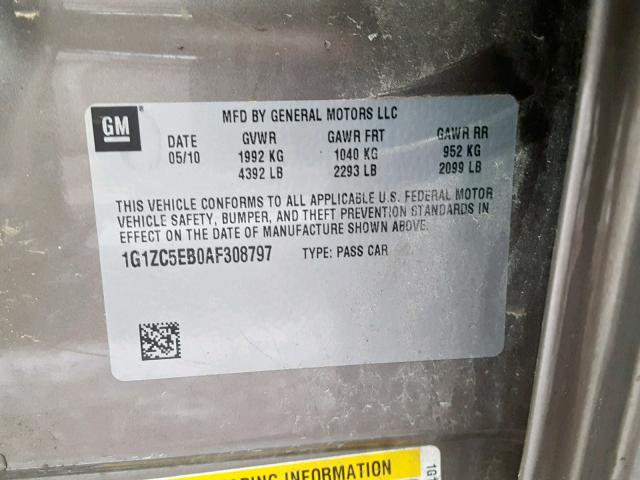 GM
MFD BY GENERAL MOTORS LLC
DATE GVWR GAWR FRT GAWR RR
05/10 1992 KG 1040 KG 952 KG
4392 LB 2293 LB 2099 LB
THIS VEHICLE CONFORMS TO ALL APPLICABLE U.S. FEDERAL MOTOR
VEHICLE SAFETY, BUMPER, AND THEFT PREVENTION STANDARDS IN
EFFECT ON THE DATE OF MANUFACTURE SHOWN ABOVE.
1G1ZC5EB0AF308797 TYPE: PASS CAR
INFORMATION